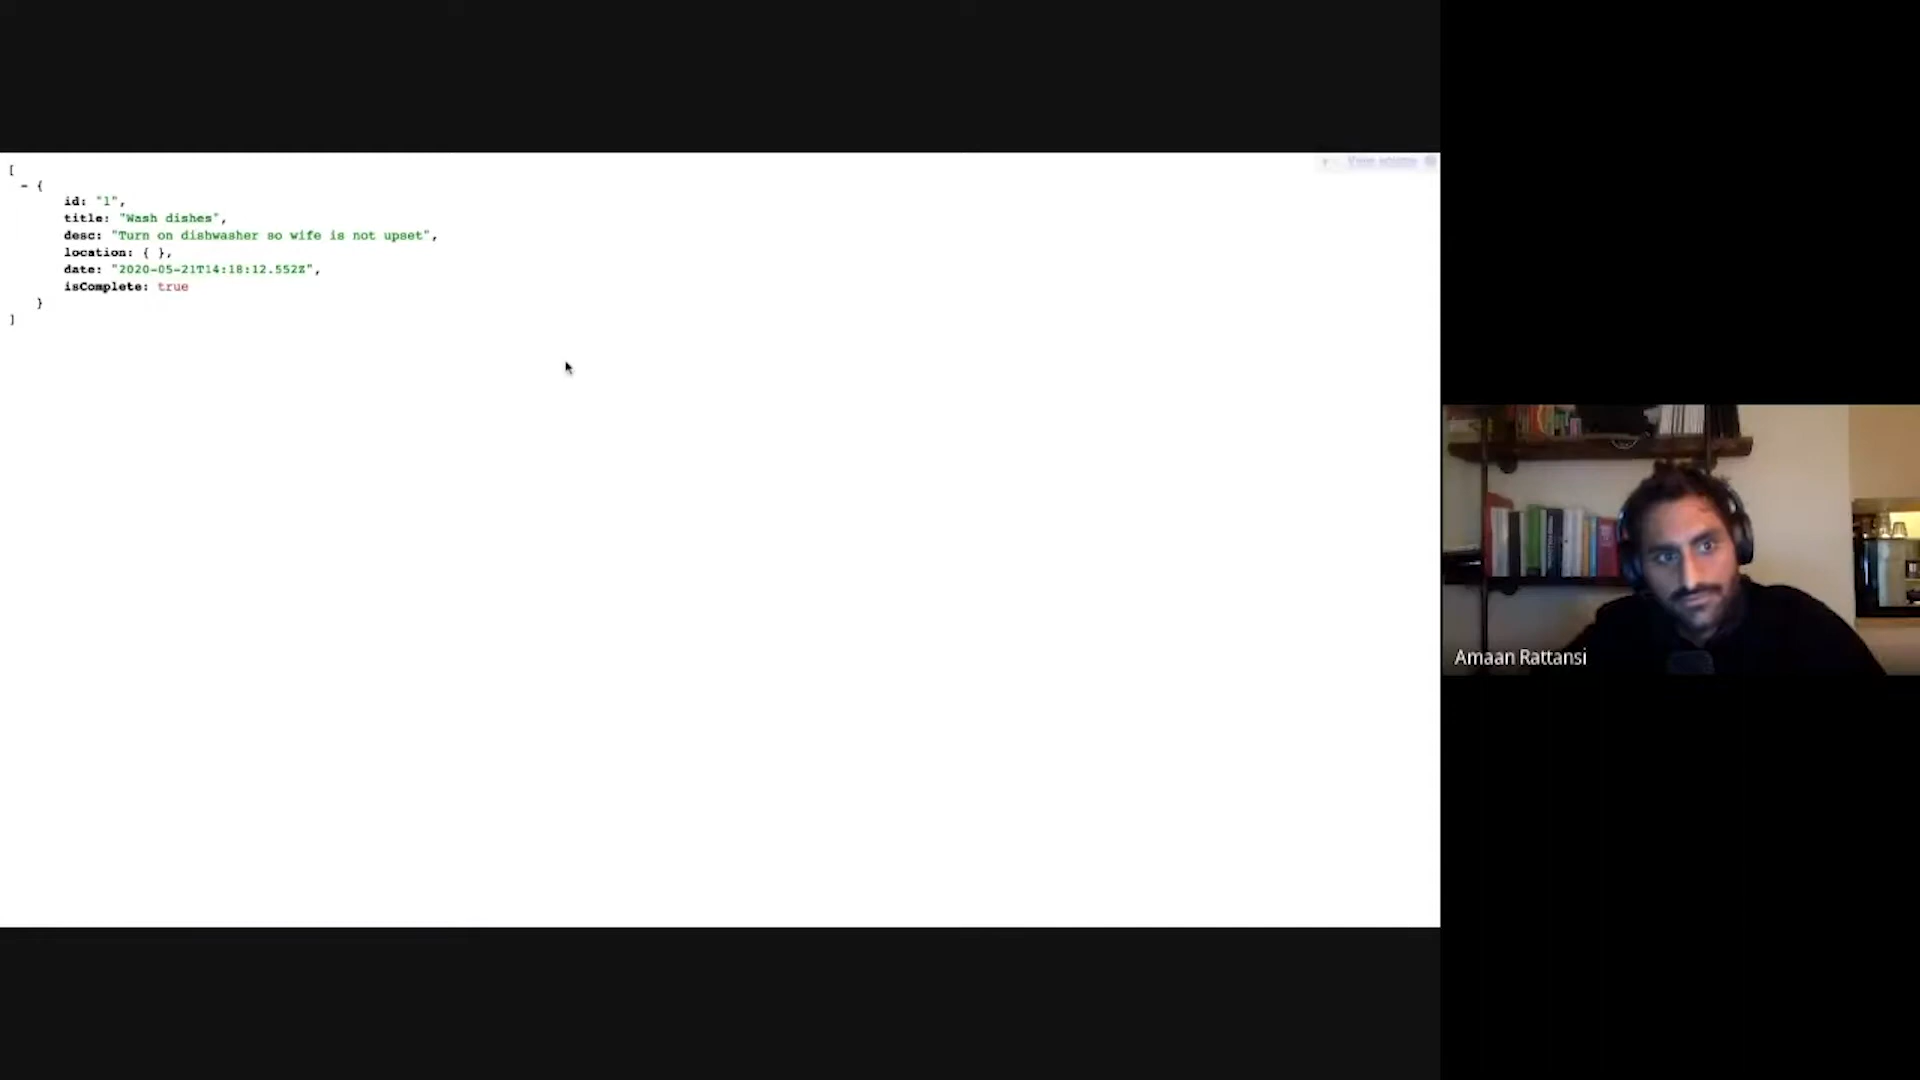 [
- {
id: "1",
title: "Wash dishes",
desc: "Turn on dishwasher so wife is not upset",
location: { },
date: "2020-05-21T14:18:12.552Z",
isComplete: true
}
]
Amaan Rattansi